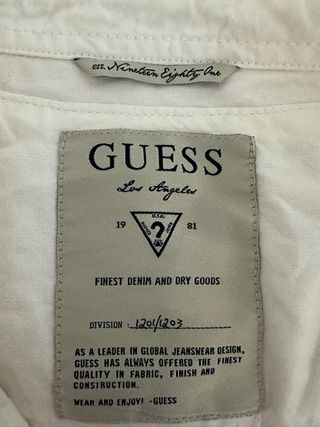 est. Nineteen Eighty One
GUESS
Los Angeles
U.S.A.
19 ? 81
FINEST DENIM AND DRY GOODS
DIVISION : 1201/1203
AS A LEADER IN GLOBAL JEANSWEAR DESIGN,
GUESS HAS ALWAYS OFFERED THE FINEST
QUALITY IN FABRIC, FINISH AND
CONSTRUCTION.
WEAR AND ENJOY! -GUESS